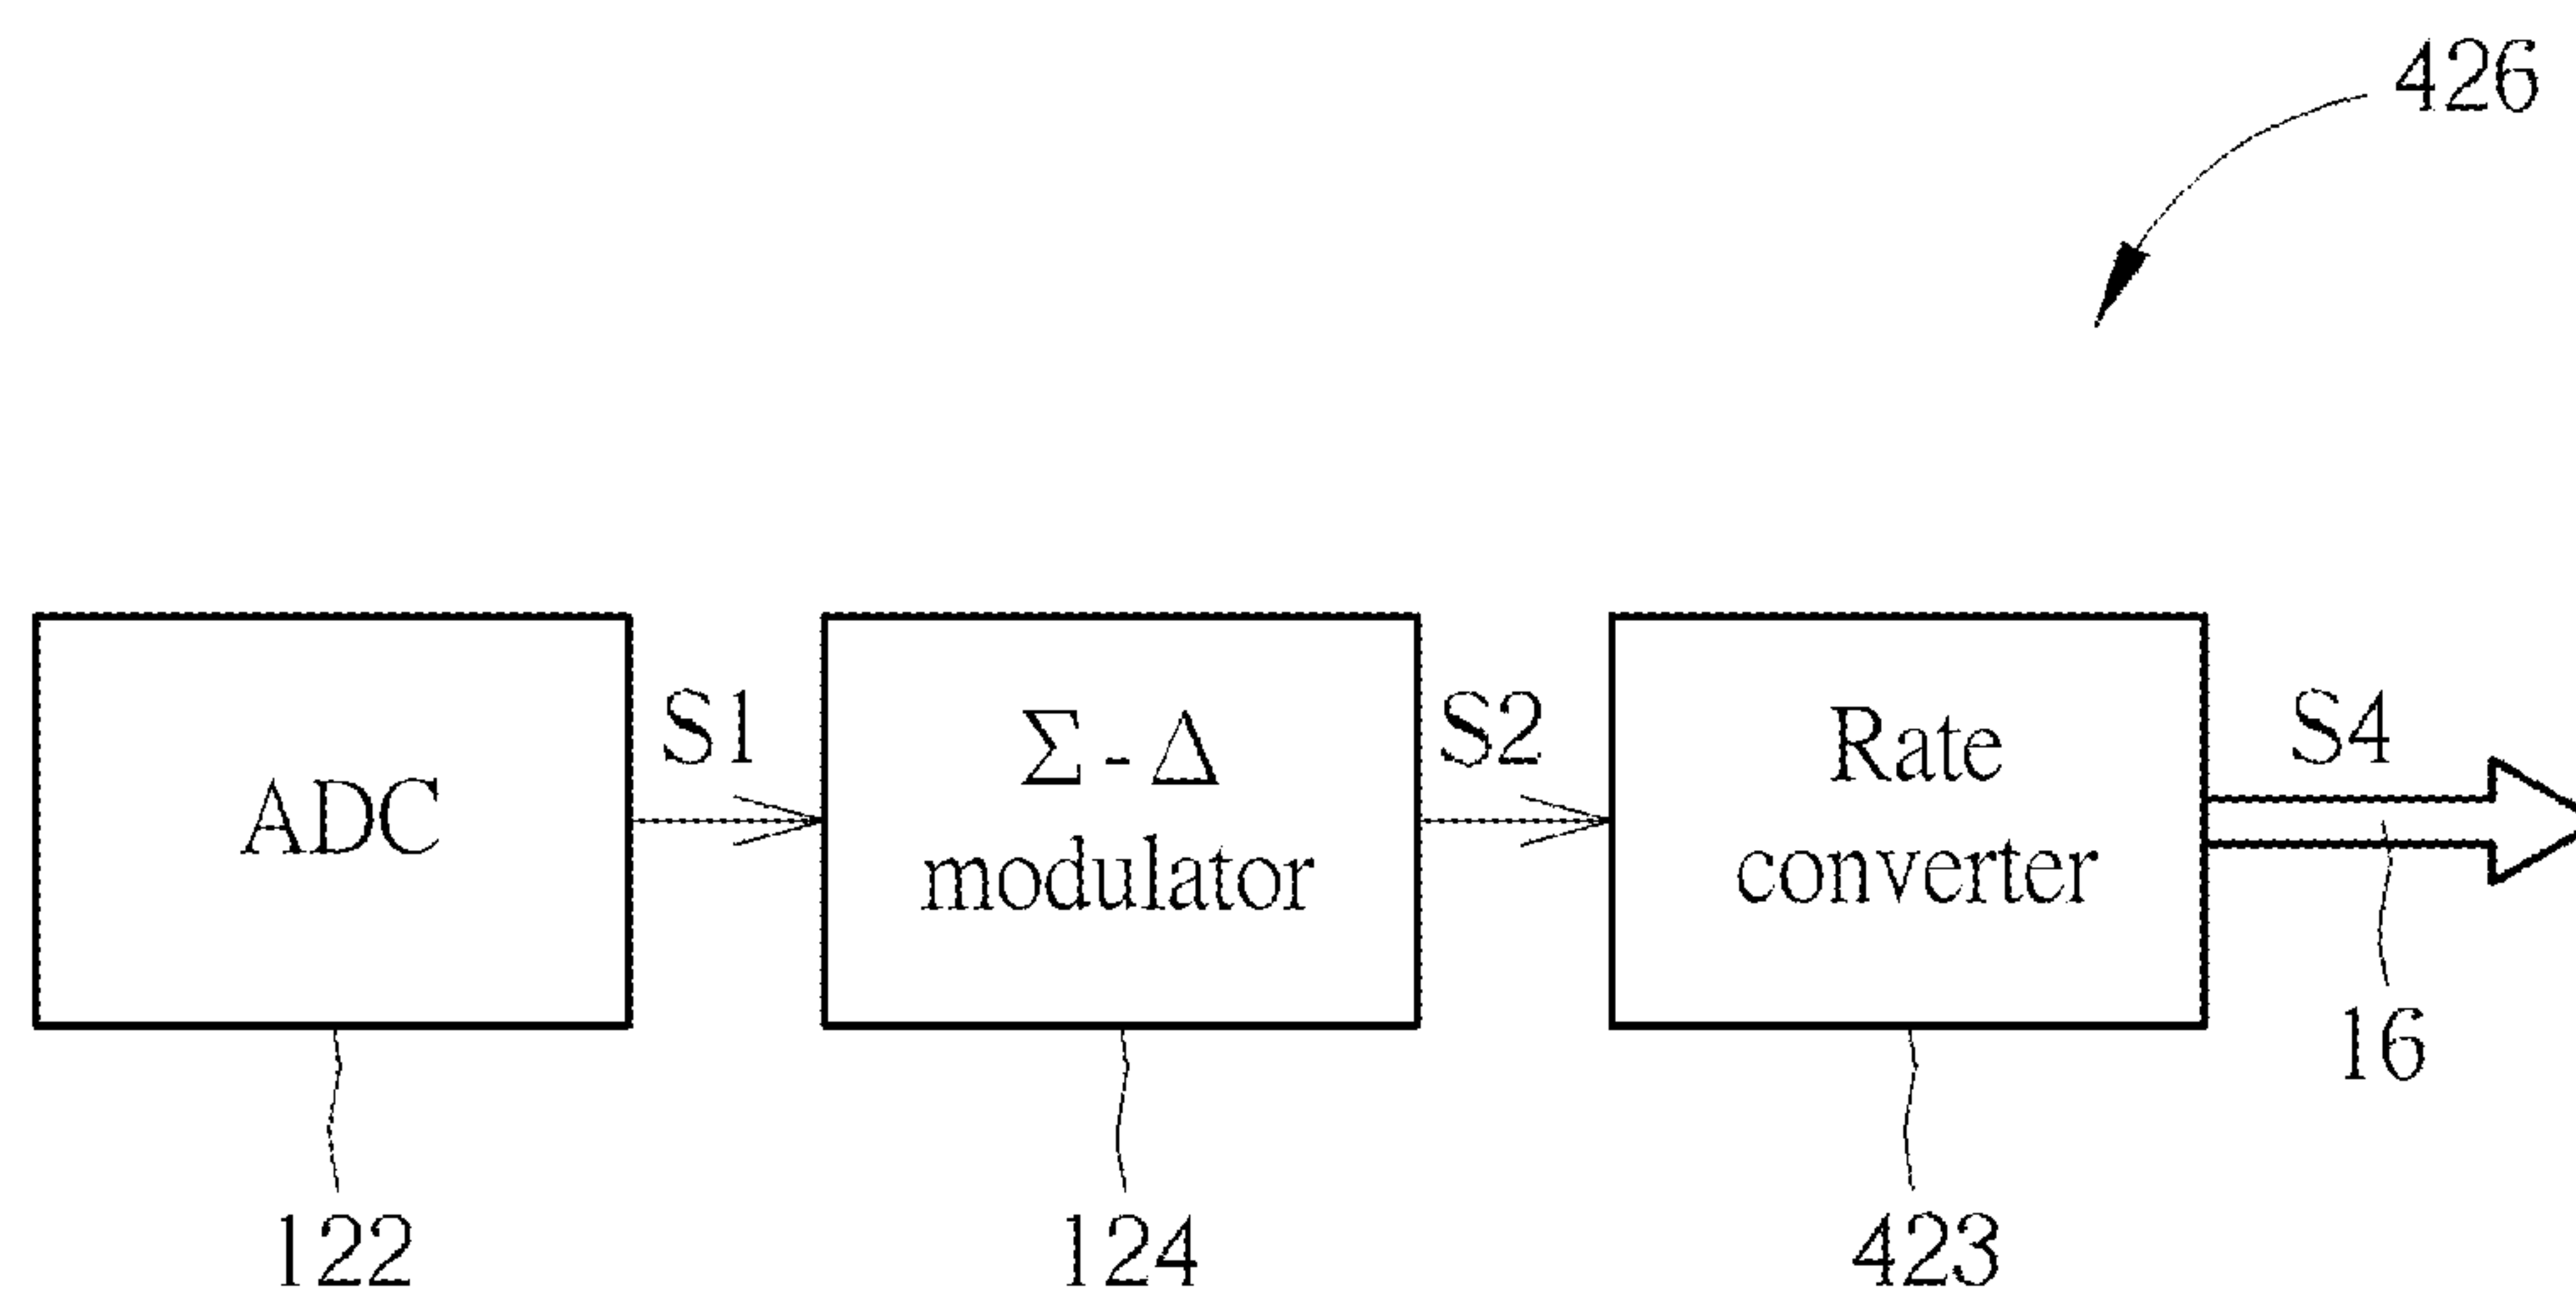 426
ADC
S1
Σ - Δ
modulator
S2
Rate
converter
S4
16
122
124
423